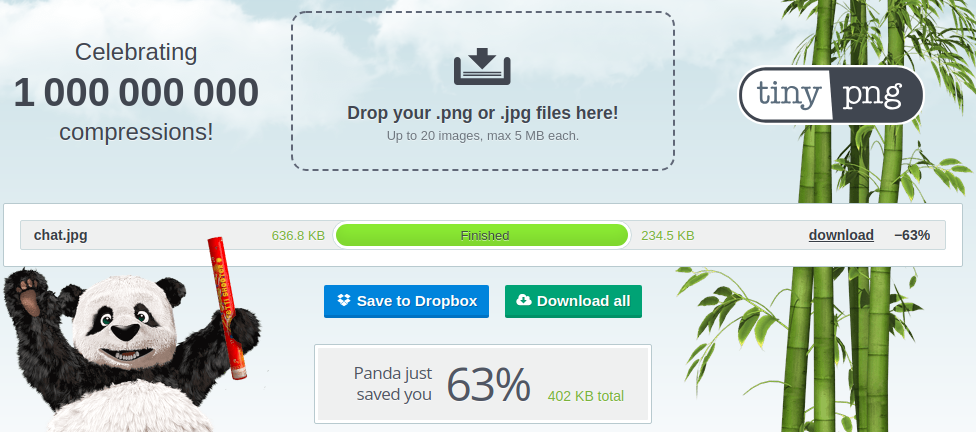 Celebrating
1 000 000 000
compressions!
Drop your .png or .jpg files here!
Up to 20 images, max 5 MB each.
tiny png
chat.jpg 636.8 KB Finished 234.5 KB download −63%
Save to Dropbox Download all
Panda just
saved you 63% 402 KB total